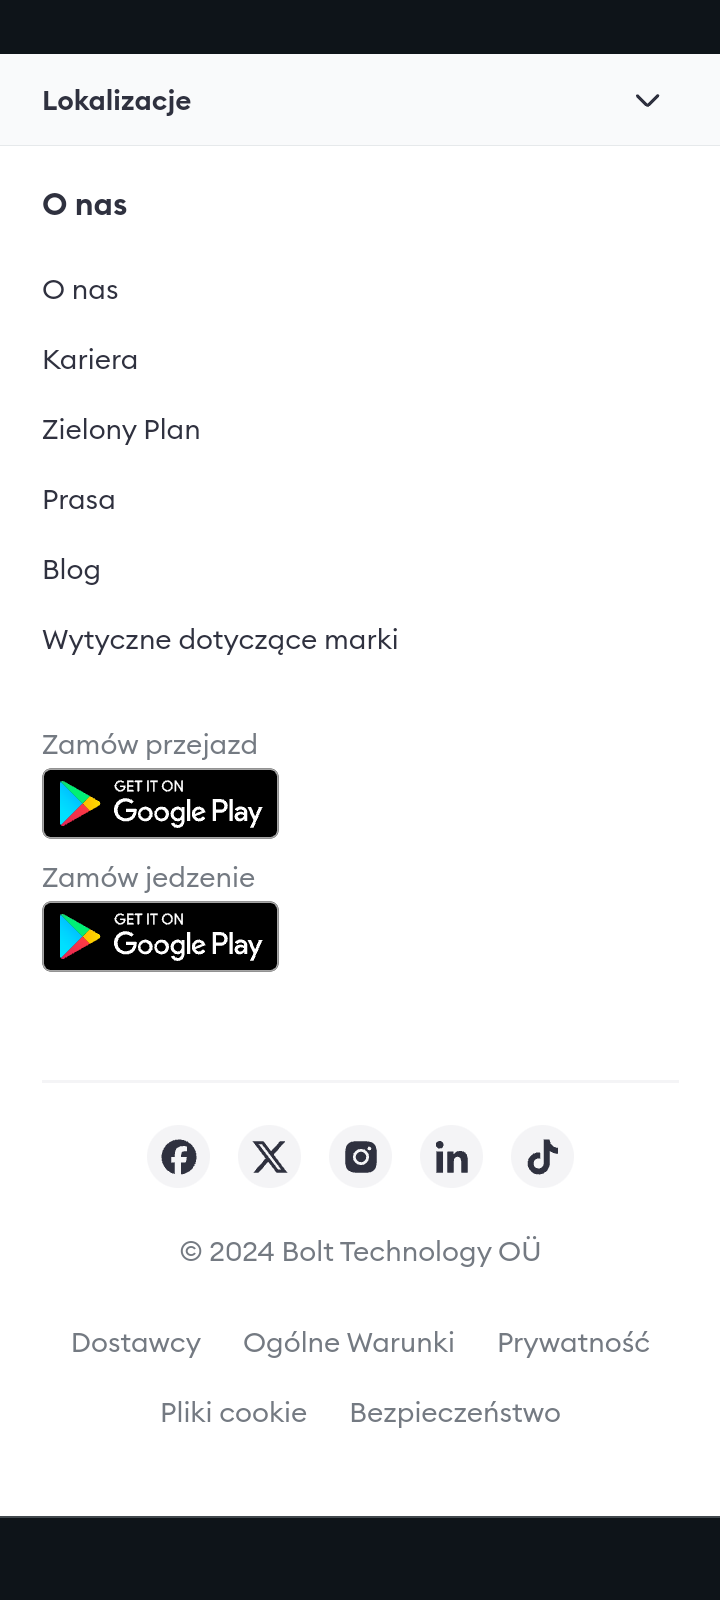 Lokalizacje
O nas
O nas
Kariera
Zielony Plan
Prasa
Blog
Wytyczne dotyczące marki
Zamów przejazd
GET IT ON
Google Play
Zamów jedzenie
GET IT ON
Google Play
© 2024 Bolt Technology OÜ
Dostawcy Ogólne Warunki Prywatność
Pliki cookie Bezpieczeństwo